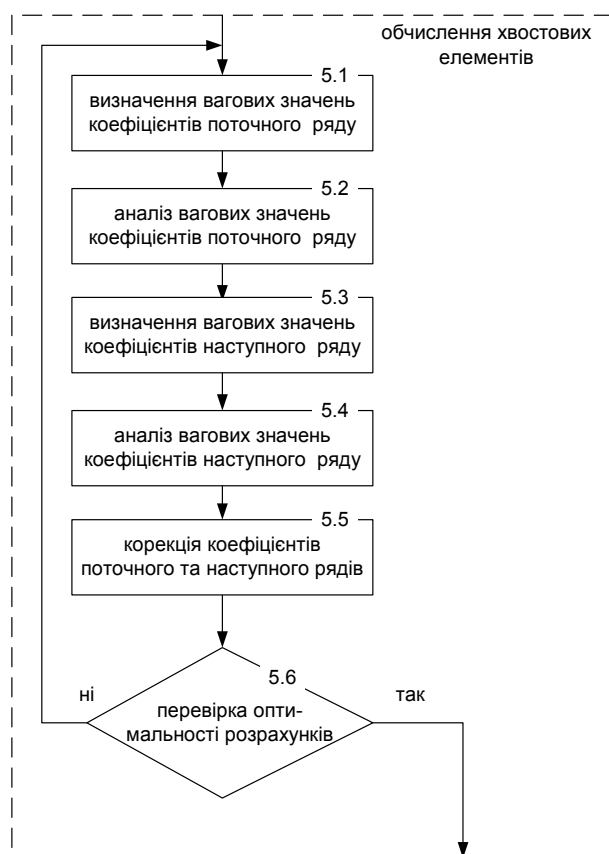 обчислення хвостових
елементів
5.1
визначення вагових значень
коефіцієнтів поточного ряду
5.2
аналіз вагових значень
коефіцієнтів поточного ряду
5.3
визначення вагових значень
коефіцієнтів наступного ряду
5.4
аналіз вагових значень
коефіцієнтів наступного ряду
5.5
корекція коефіцієнтів
поточного та наступного рядів
5.6
ні
так
перевірка опти-
мальності розрахунків